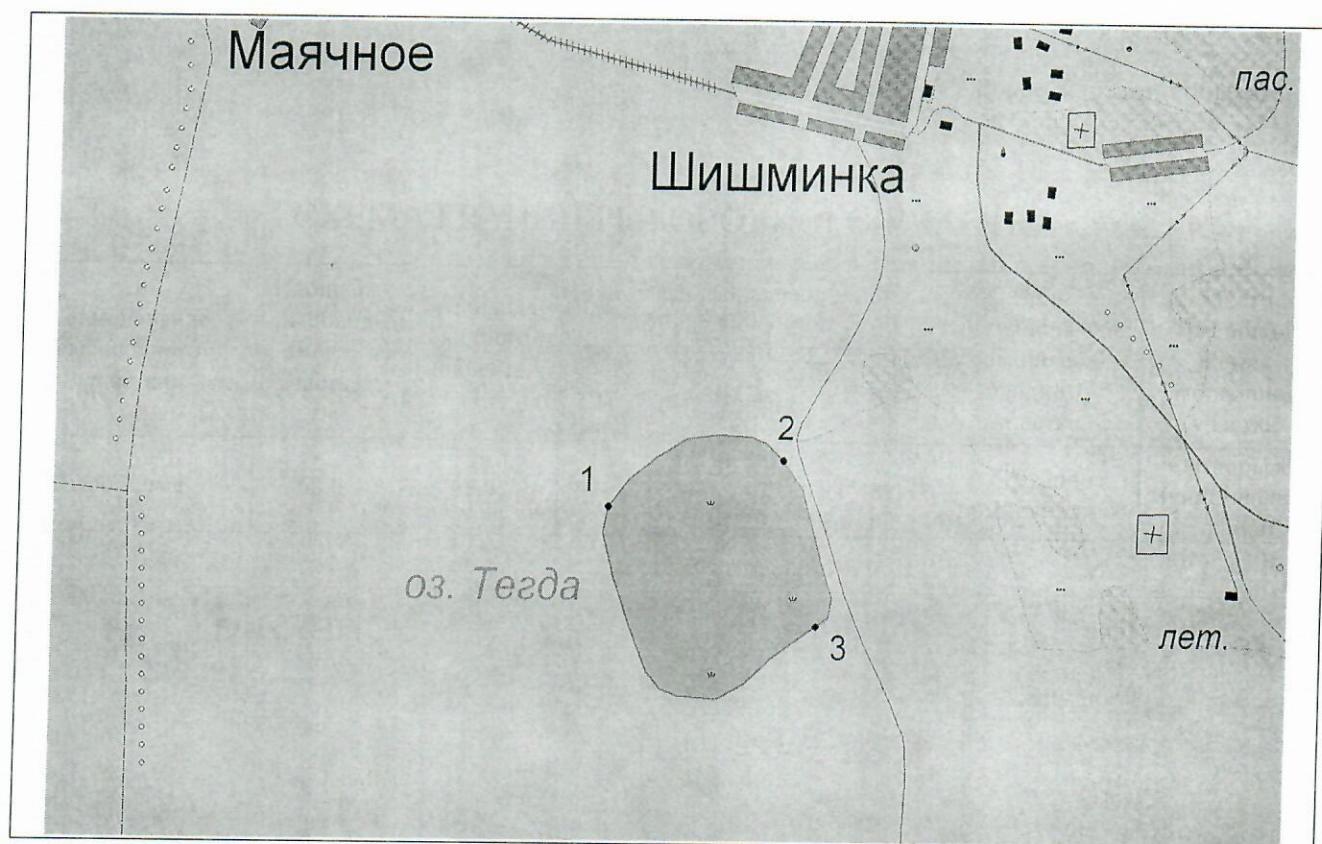 Маячное
пас.
Шишминка
2
1
оз. Тегда
3
лет.